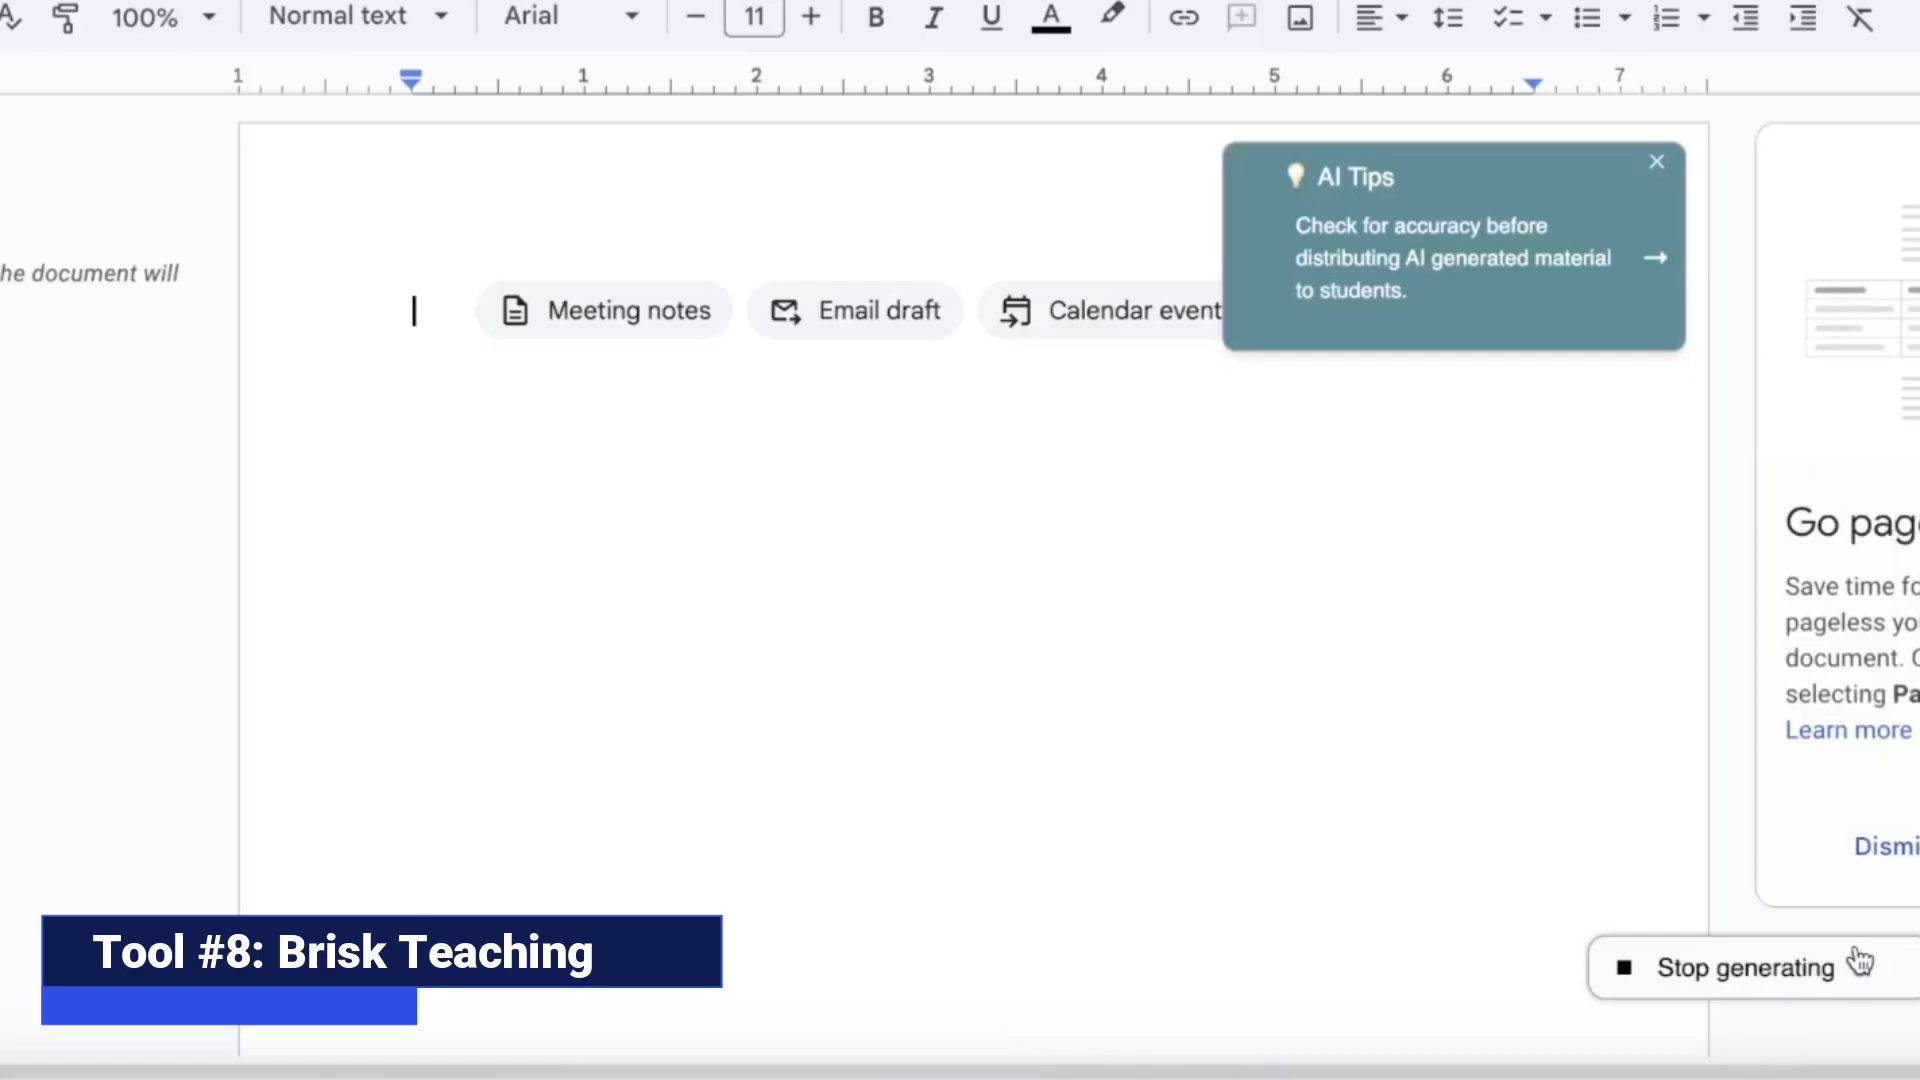 100%
Normal text
Arial
11
B
I
U
A
1
1
2
3
4
5
6
7
he document will
Meeting notes
Email draft
Calendar event
AI Tips
Check for accuracy before
distributing AI generated material
to students.
Go page
Save time fo
pageless you
document. C
selecting Pa
Learn more
Dismi
Stop generating
Tool #8: Brisk Teaching